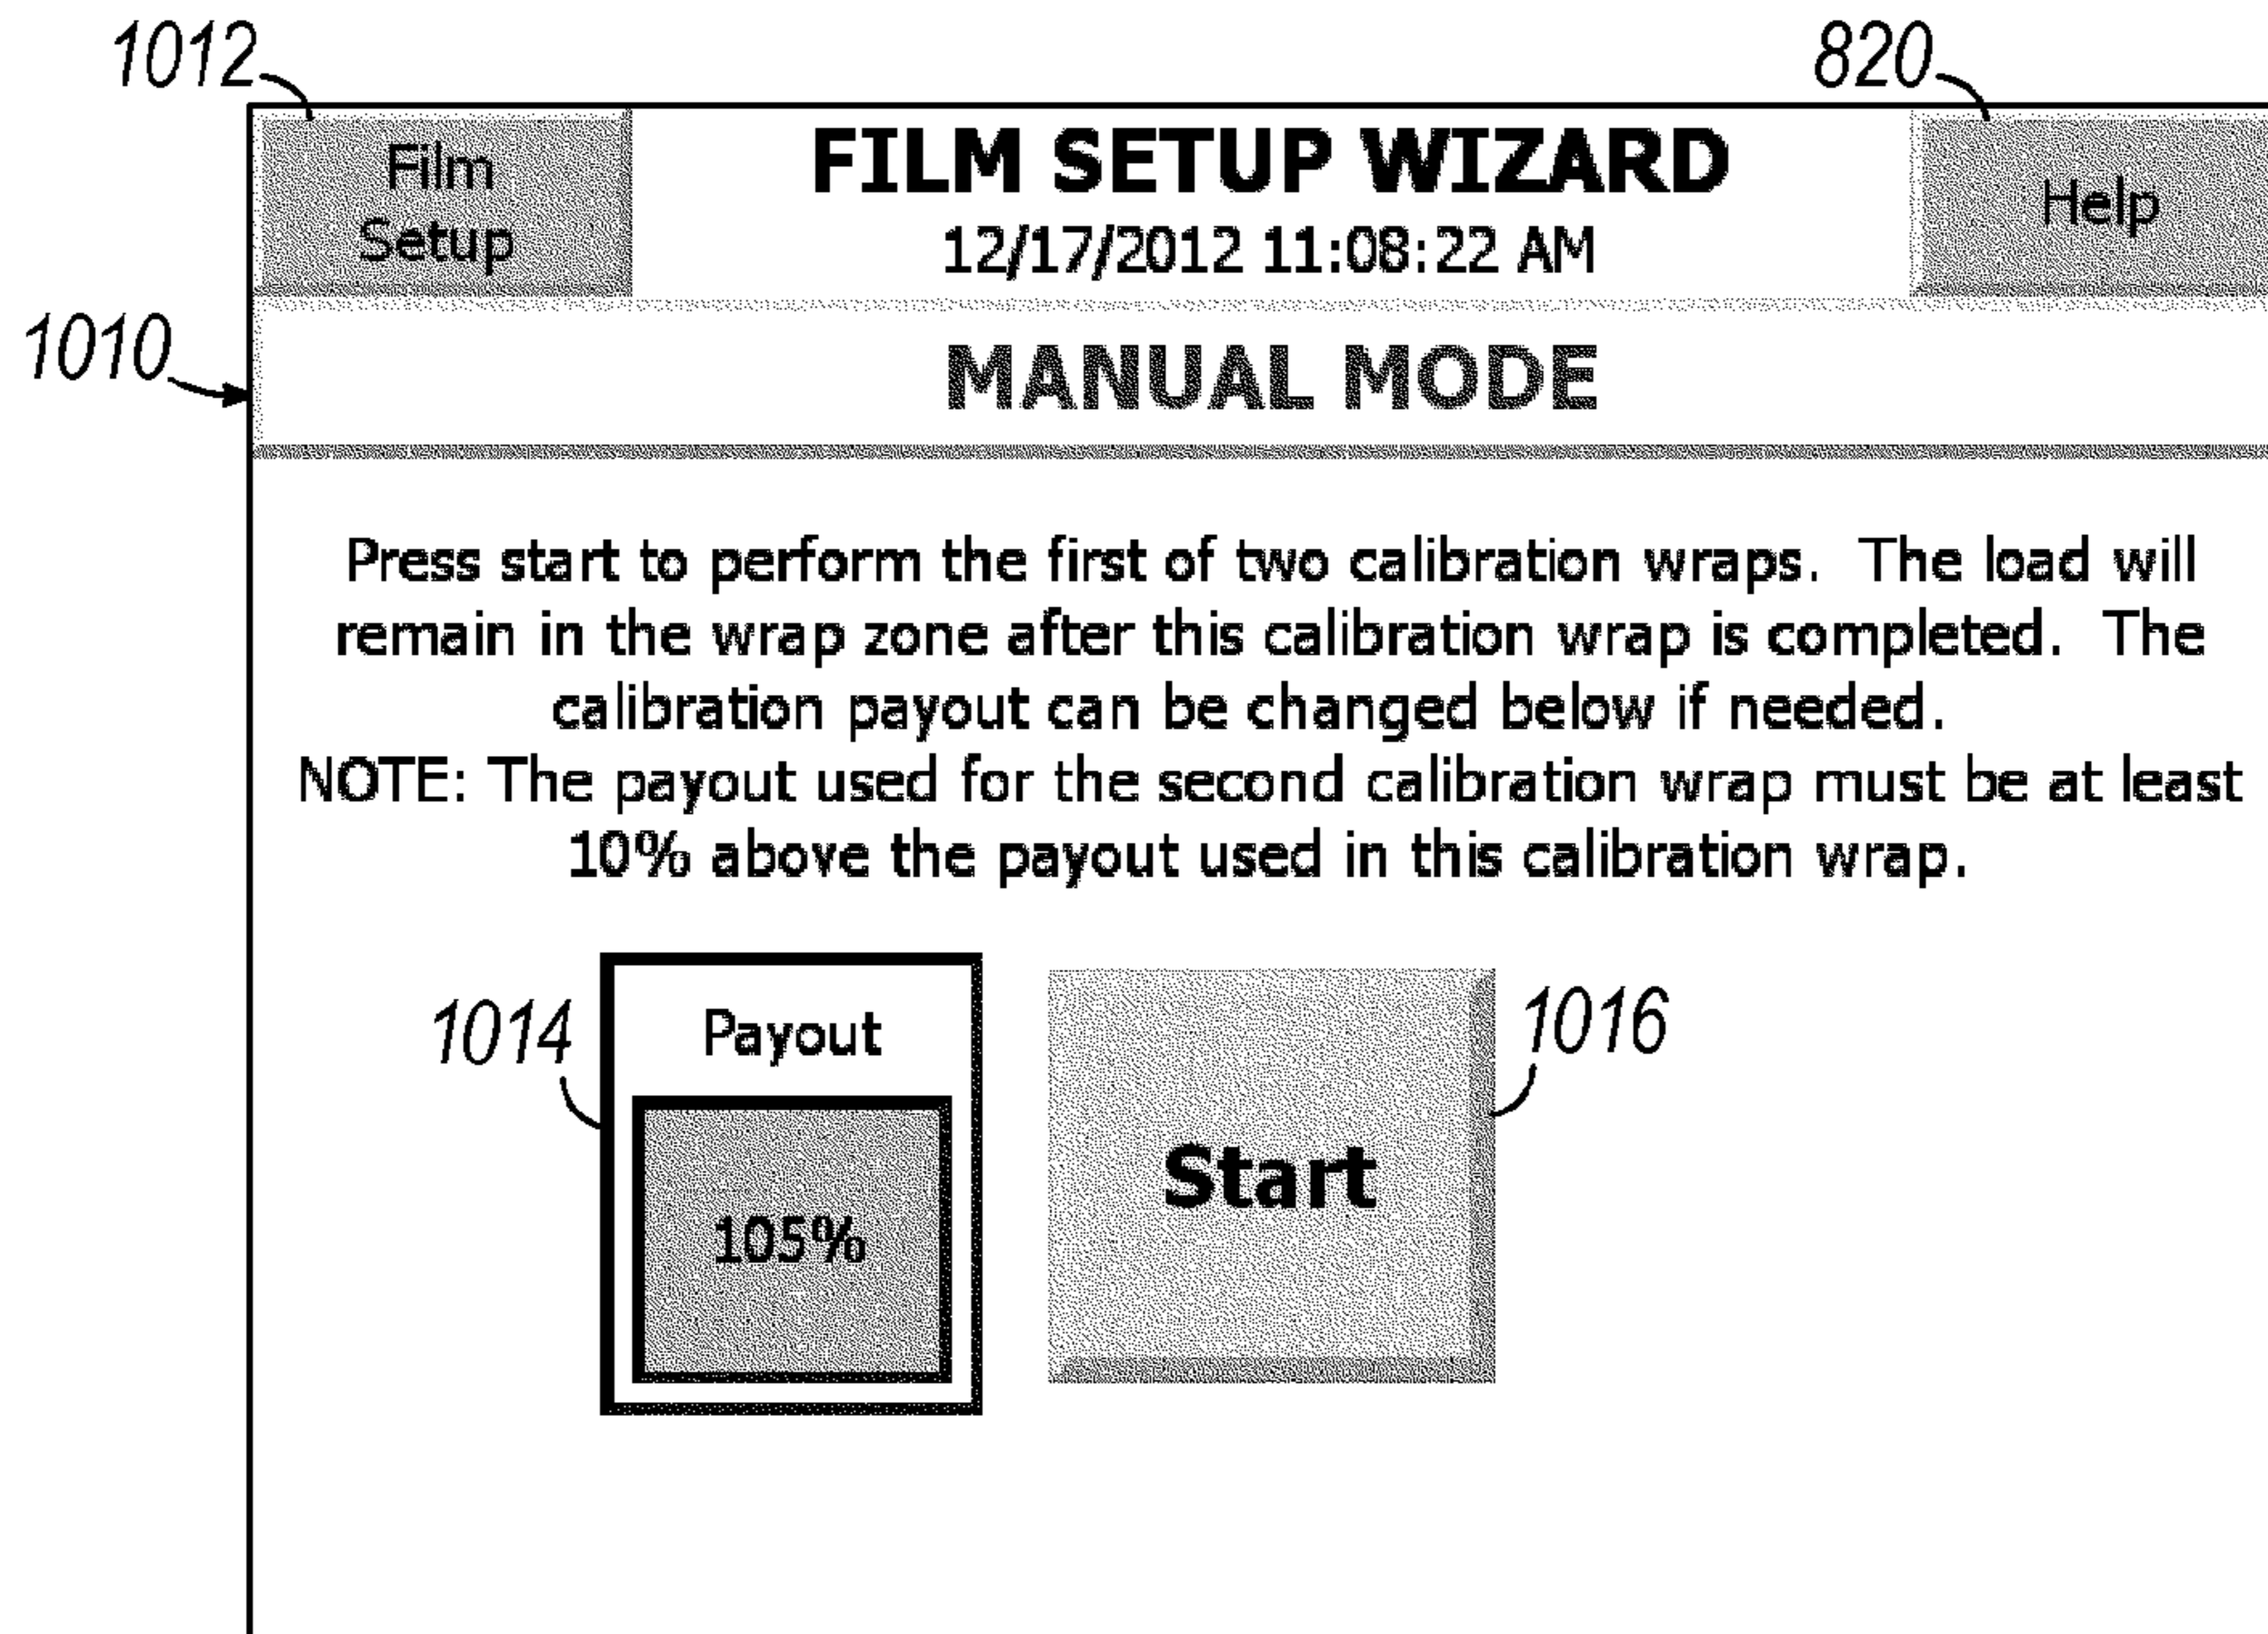 1012
820
Film
Setup
FILM SETUP WIZARD
12/17/2012 11:08:22 AM
Help
1010
MANUAL MODE
Press start to perform the first of two calibration wraps. The load will
remain in the wrap zone after this calibration wrap is completed. The
calibration payout can be changed below if needed.
NOTE: The payout used for the second calibration wrap must be at least
10% above the payout used in this calibration wrap.
1014
Payout
105%
Start
1016